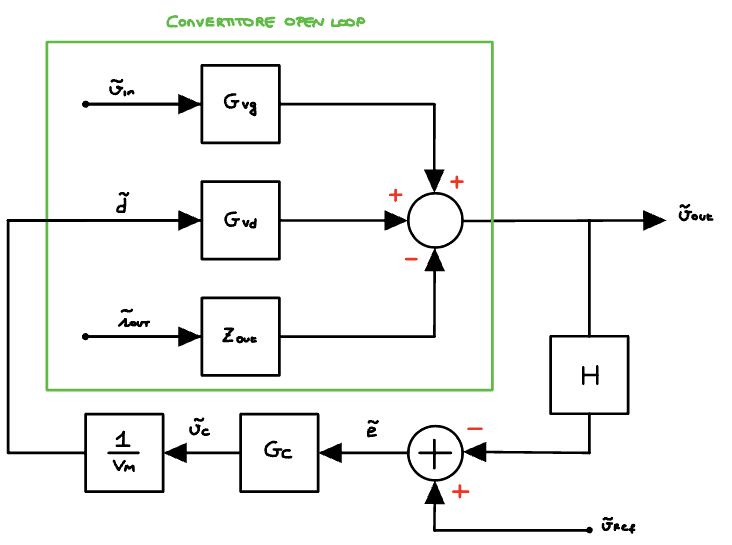 CONVERTITORE OPEN LOOP
ṽin
Gvg
+
+
d̃
Gvd
ṽout
−
ĩout
Zout
H
ṽc
ẽ
−
1
Vm
Gc
+
+
ṽref